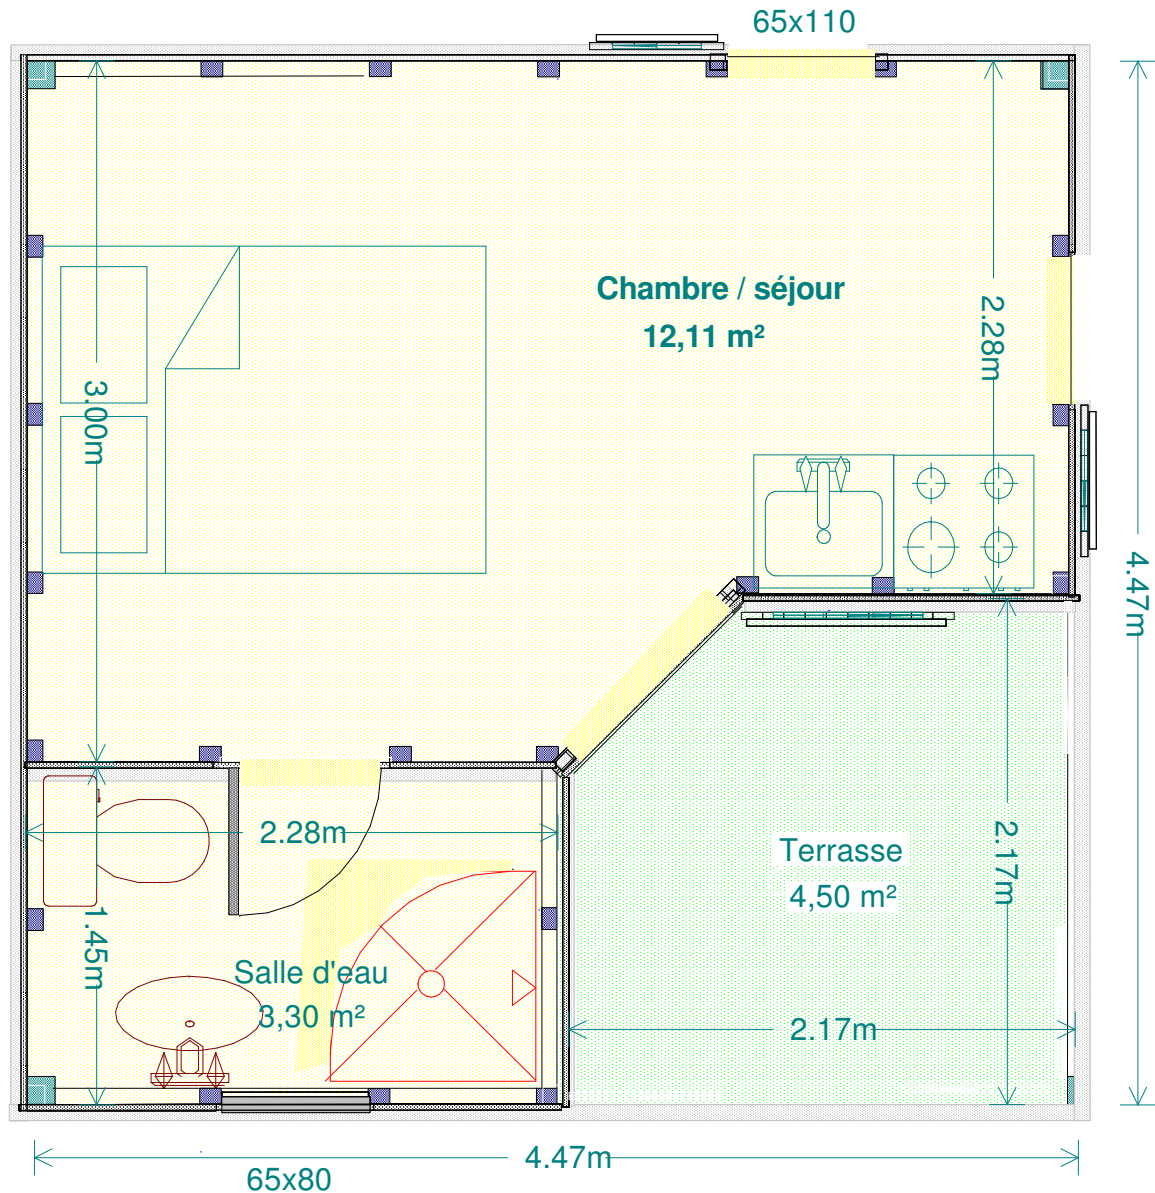 65x110
Chambre / séjour
12,11 m²
2.28m
3.00m
4.47m
2.28m
Terrasse
4,50 m²
2.17m
1.45m
Salle d'eau
3,30 m²
2.17m
4.47m
65x80